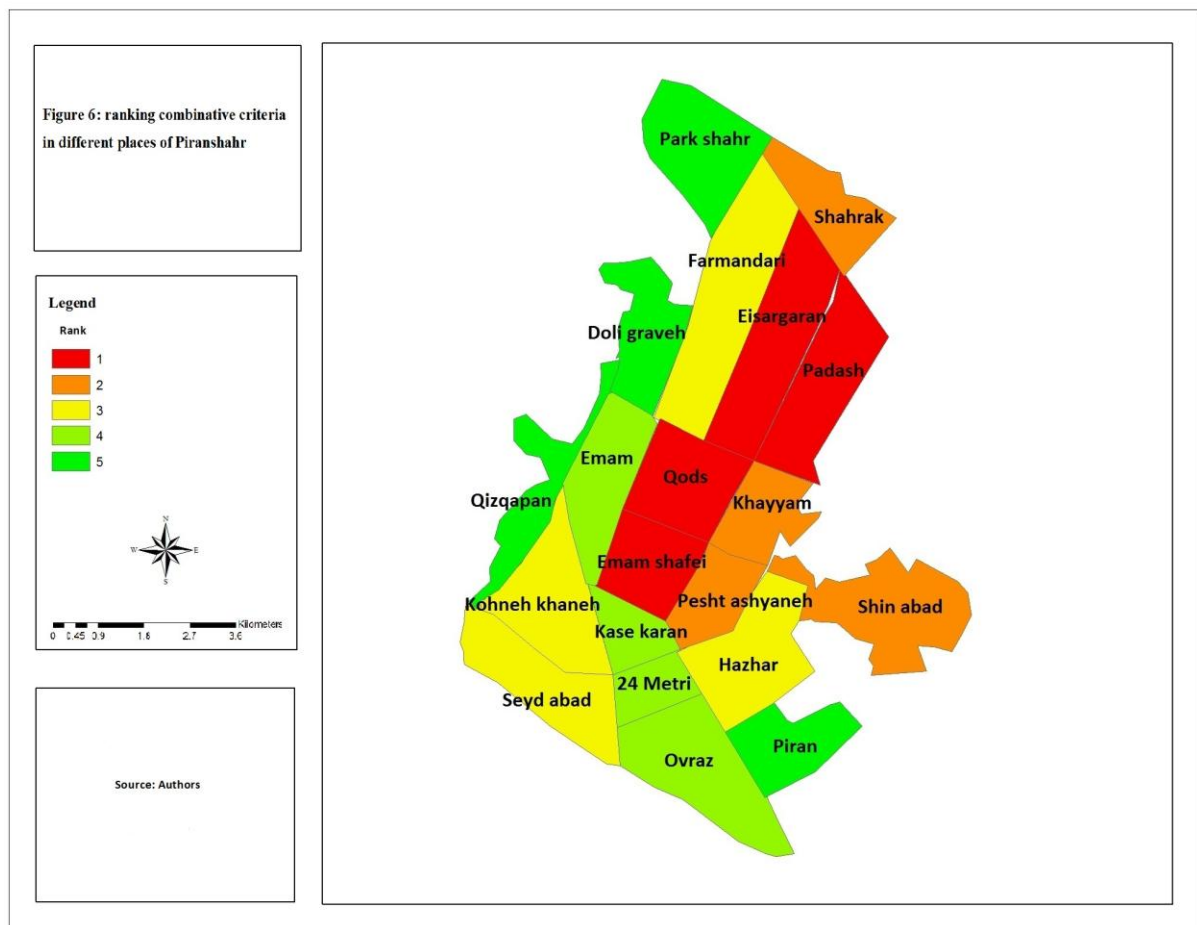 Figure 6: ranking combinative criteria
in different places of Piranshahr
Legend
Rank
1
2
3
4
5
N
W
E
S
0 0.45 0.9 1.8 2.7 3.6 Kilometers
Source: Authors
Park shahr
Shahrak
Farmandari
Eisargaran
Doli graveh
Padash
Emam
Qods
Qizqapan
Khayyam
Emam shafei
Kohneh khaneh
Pesht ashyaneh
Shin abad
Kase karan
Hazhar
24 Metri
Seyd abad
Piran
Ovraz